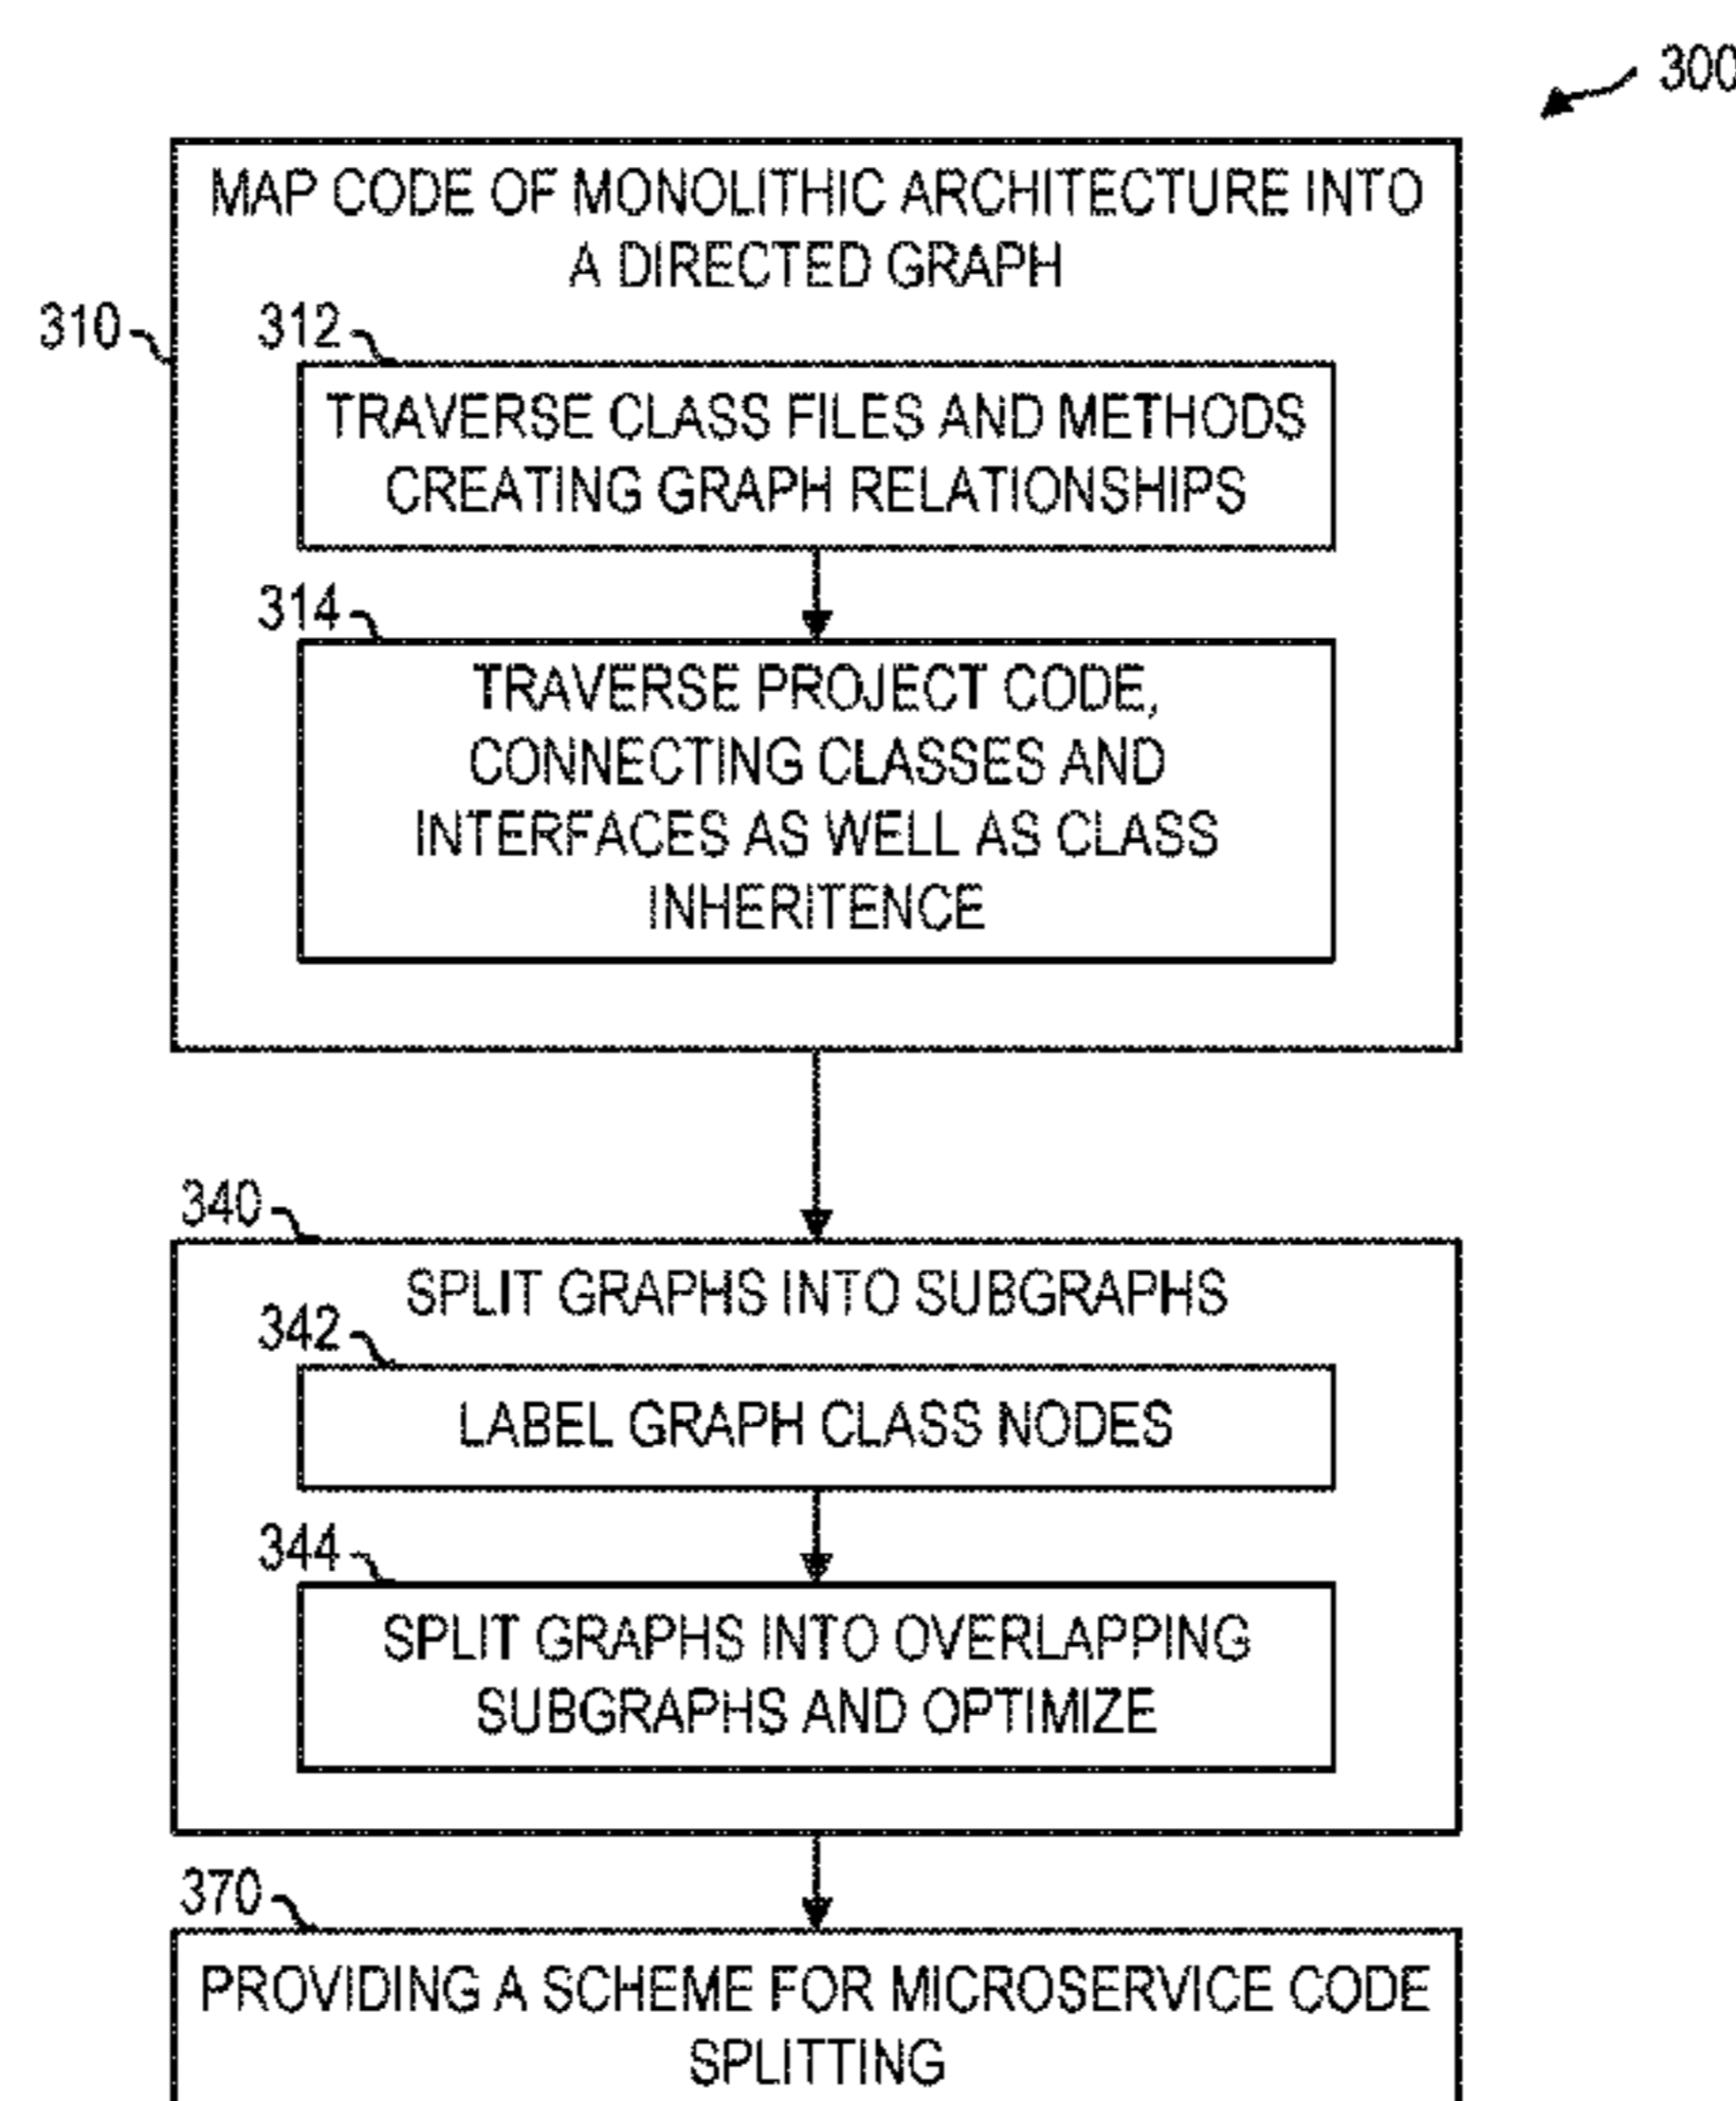 300
MAP CODE OF MONOLITHIC ARCHITECTURE INTO
A DIRECTED GRAPH
310
312
TRAVERSE CLASS FILES AND METHODS
CREATING GRAPH RELATIONSHIPS
314
TRAVERSE PROJECT CODE,
CONNECTING CLASSES AND
INTERFACES AS WELL AS CLASS
INHERITENCE
340
SPLIT GRAPHS INTO SUBGRAPHS
342
LABEL GRAPH CLASS NODES
344
SPLIT GRAPHS INTO OVERLAPPING
SUBGRAPHS AND OPTIMIZE
370
PROVIDING A SCHEME FOR MICROSERVICE CODE
SPLITTING